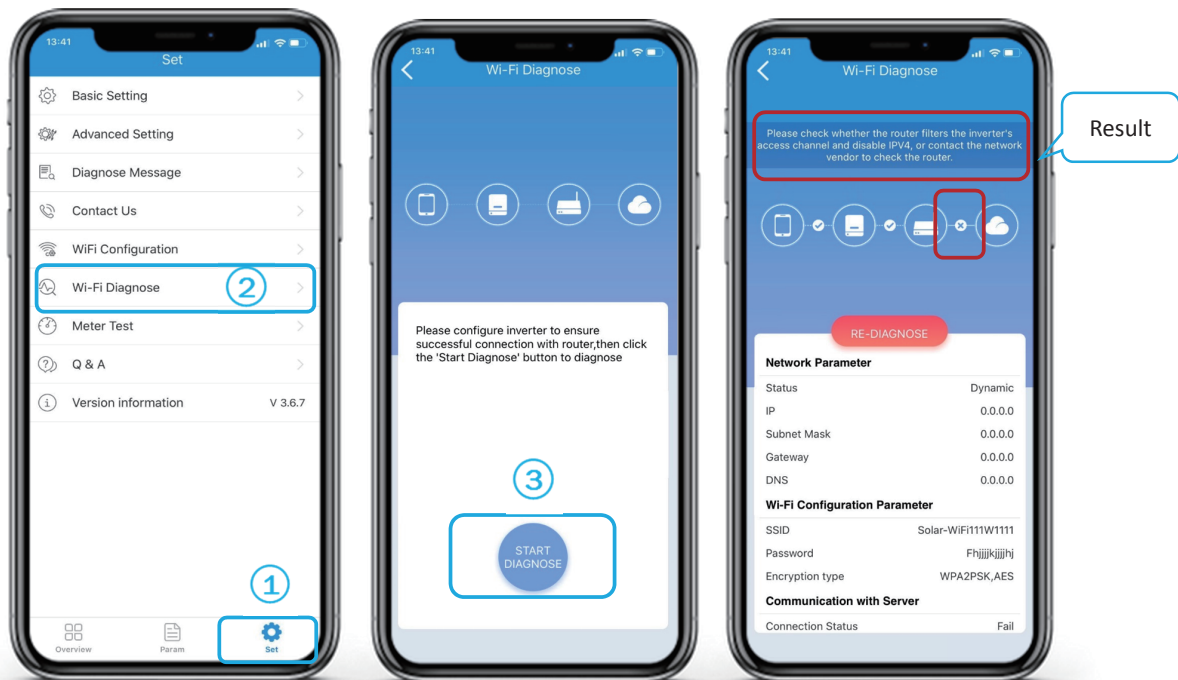 13:41
Set
Basic Setting
Advanced Setting
Diagnose Message
Contact Us
WiFi Configuration
Wi-Fi Diagnose
2
Meter Test
Q & A
Version information V 3.6.7
1
Overview Param Set
13:41
Wi-Fi Diagnose
Please configure inverter to ensure
successful connection with router,then click
the 'Start Diagnose' button to diagnose
3
START
DIAGNOSE
13:41
Wi-Fi Diagnose
Please check whether the router filters the inverter's
access channel and disable IPV4, or contact the network
vendor to check the router.
Result
RE-DIAGNOSE
Network Parameter
Status Dynamic
IP 0.0.0.0
Subnet Mask 0.0.0.0
Gateway 0.0.0.0
DNS 0.0.0.0
Wi-Fi Configuration Parameter
SSID Solar-WiFi111W1111
Password Fhjjjjkjjjjhj
Encryption type WPA2PSK,AES
Communication with Server
Connection Status Fail